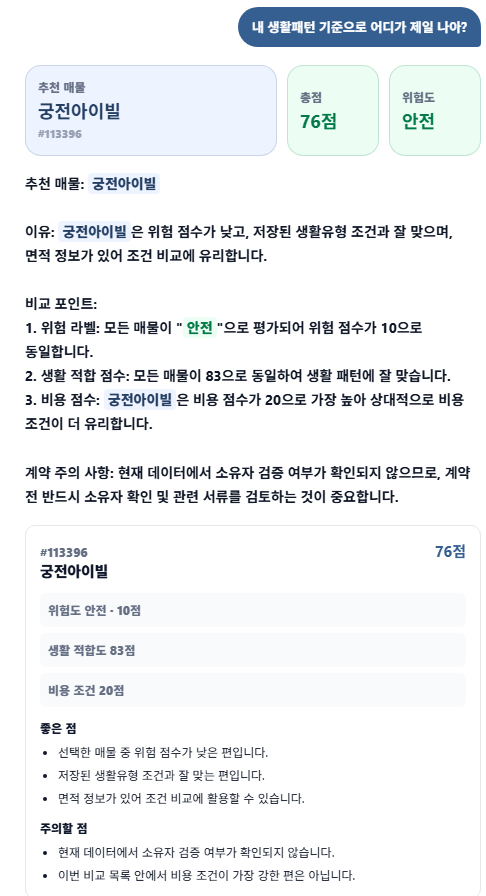 내 생활패턴 기준으로 어디가 제일 나아?
추천 매물
궁전아이빌
#113396
총점
76점
위험도
안전
추천 매물: 궁전아이빌
이유: 궁전아이빌은 위험 점수가 낮고, 저장된 생활유형 조건과 잘 맞으며,
면적 정보가 있어 조건 비교에 유리합니다.
비교 포인트:
1. 위험 라벨: 모든 매물이 "안전"으로 평가되어 위험 점수가 10으로
동일합니다.
2. 생활 적합 점수: 모든 매물이 83으로 동일하여 생활 패턴에 잘 맞습니다.
3. 비용 점수: 궁전아이빌은 비용 점수가 20으로 가장 높아 상대적으로 비용
조건이 더 유리합니다.
계약 주의 사항: 현재 데이터에서 소유자 검증 여부가 확인되지 않으므로, 계약
전 반드시 소유자 확인 및 관련 서류를 검토하는 것이 중요합니다.
#113396
76점
궁전아이빌
위험도 안전 · 10점
생활 적합도 83점
비용 조건 20점
좋은 점
• 선택한 매물 중 위험 점수가 낮은 편입니다.
• 저장된 생활유형 조건과 잘 맞는 편입니다.
• 면적 정보가 있어 조건 비교에 활용할 수 있습니다.
주의할 점
• 현재 데이터에서 소유자 검증 여부가 확인되지 않습니다.
• 이번 비교 목록 안에서 비용 조건이 가장 강한 편은 아닙니다.